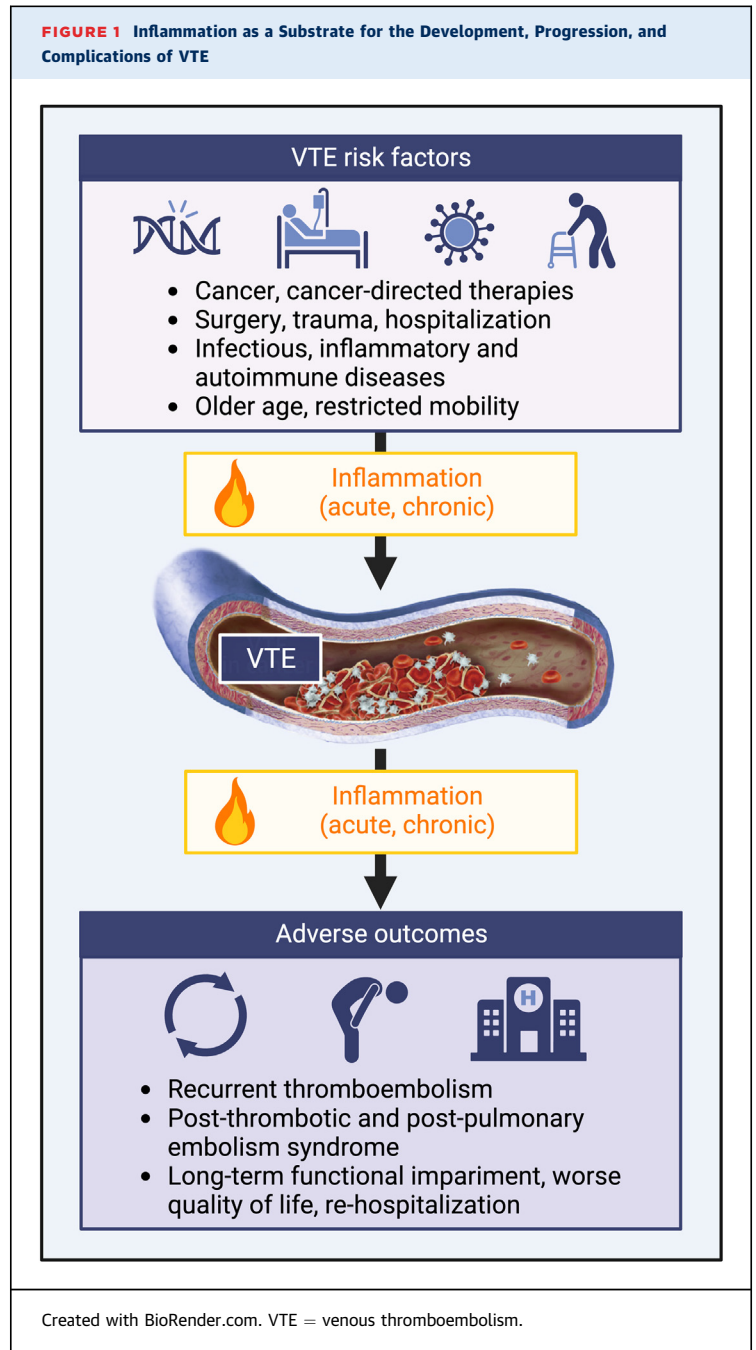 FIGURE 1 Inflammation as a Substrate for the Development, Progression, and
Complications of VTE
VTE risk factors
• Cancer, cancer-directed therapies
• Surgery, trauma, hospitalization
• Infectious, inflammatory and
autoimmune diseases
• Older age, restricted mobility
Inflammation
(acute, chronic)
VTE
Inflammation
(acute, chronic)
Adverse outcomes
H
• Recurrent thromboembolism
• Post-thrombotic and post-pulmonary
embolism syndrome
• Long-term functional impariment, worse
quality of life, re-hospitalization
Created with BioRender.com. VTE = venous thromboembolism.